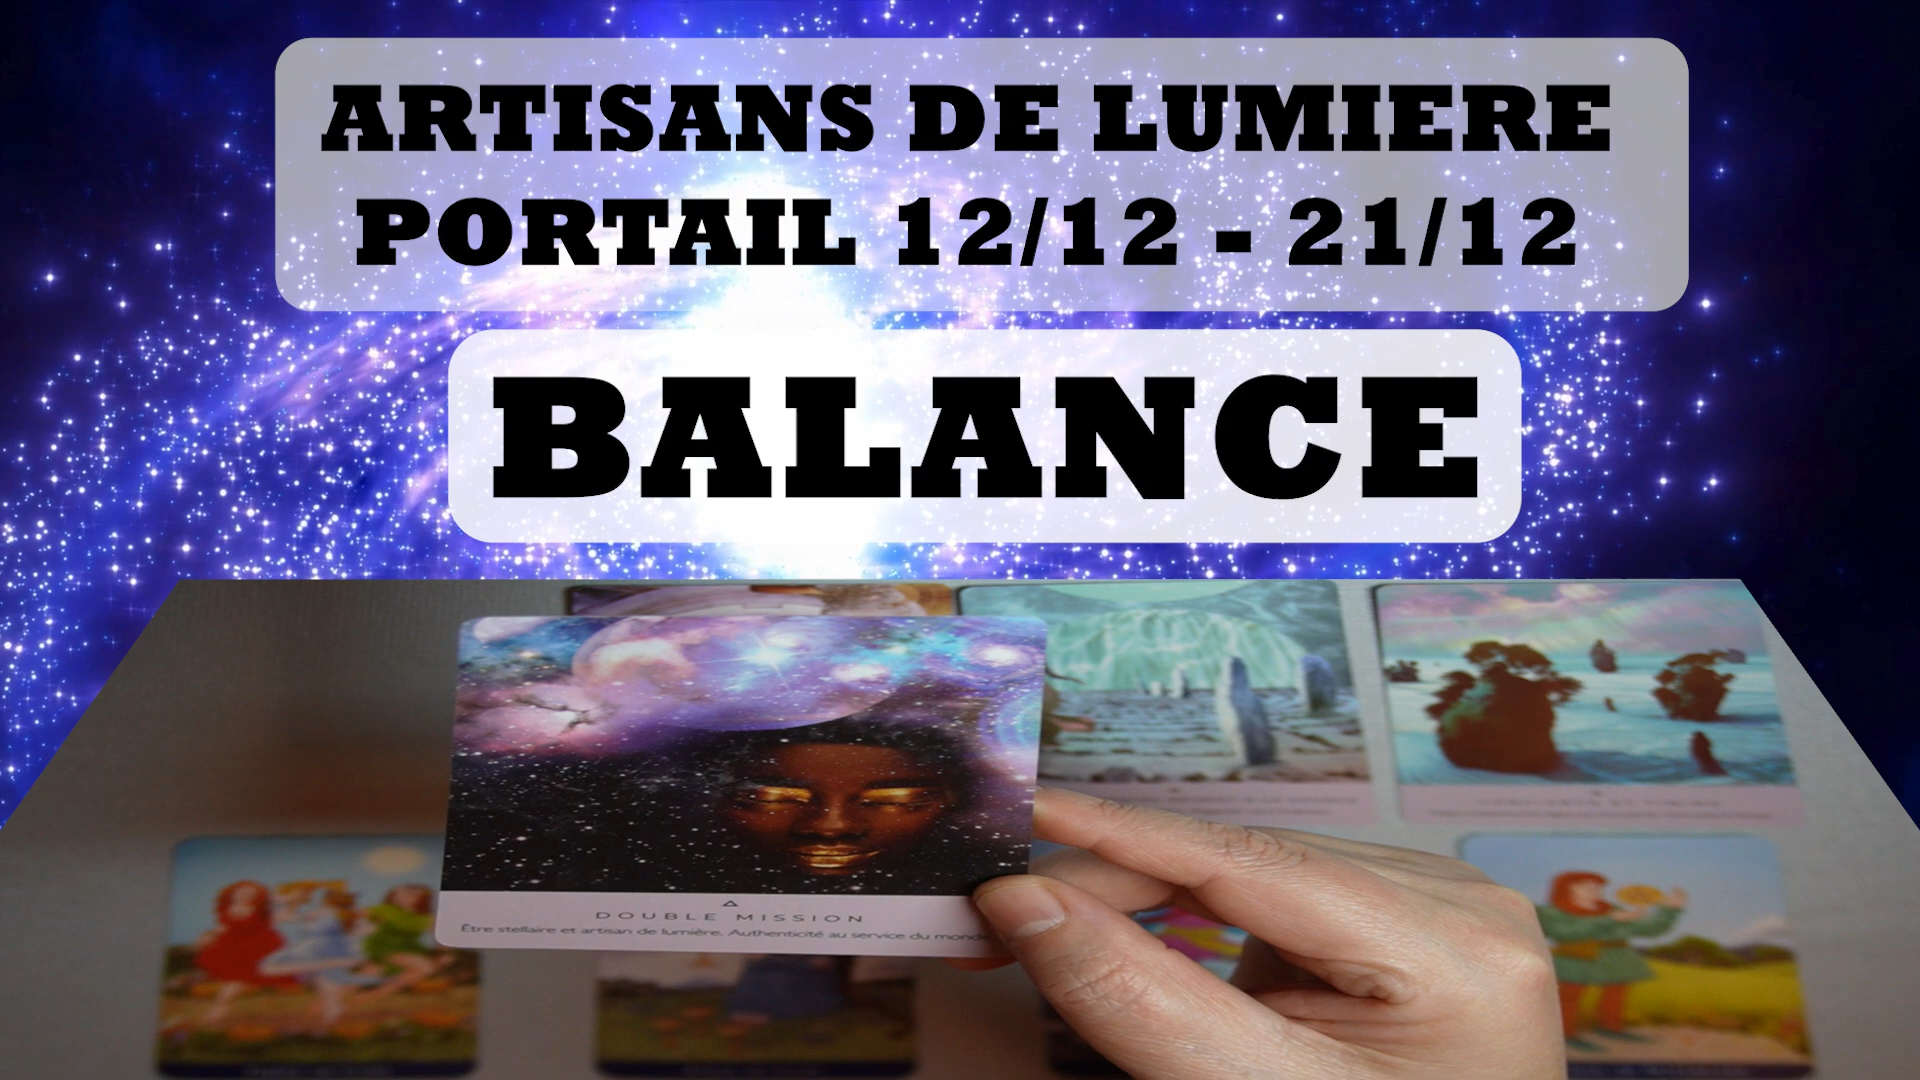 ARTISANS DE LUMIERE
PORTAIL 12/12 - 21/12
BALANCE
DOUBLE MISSION
Être stellaire et artisan de lumière. Authenticité au service du monde